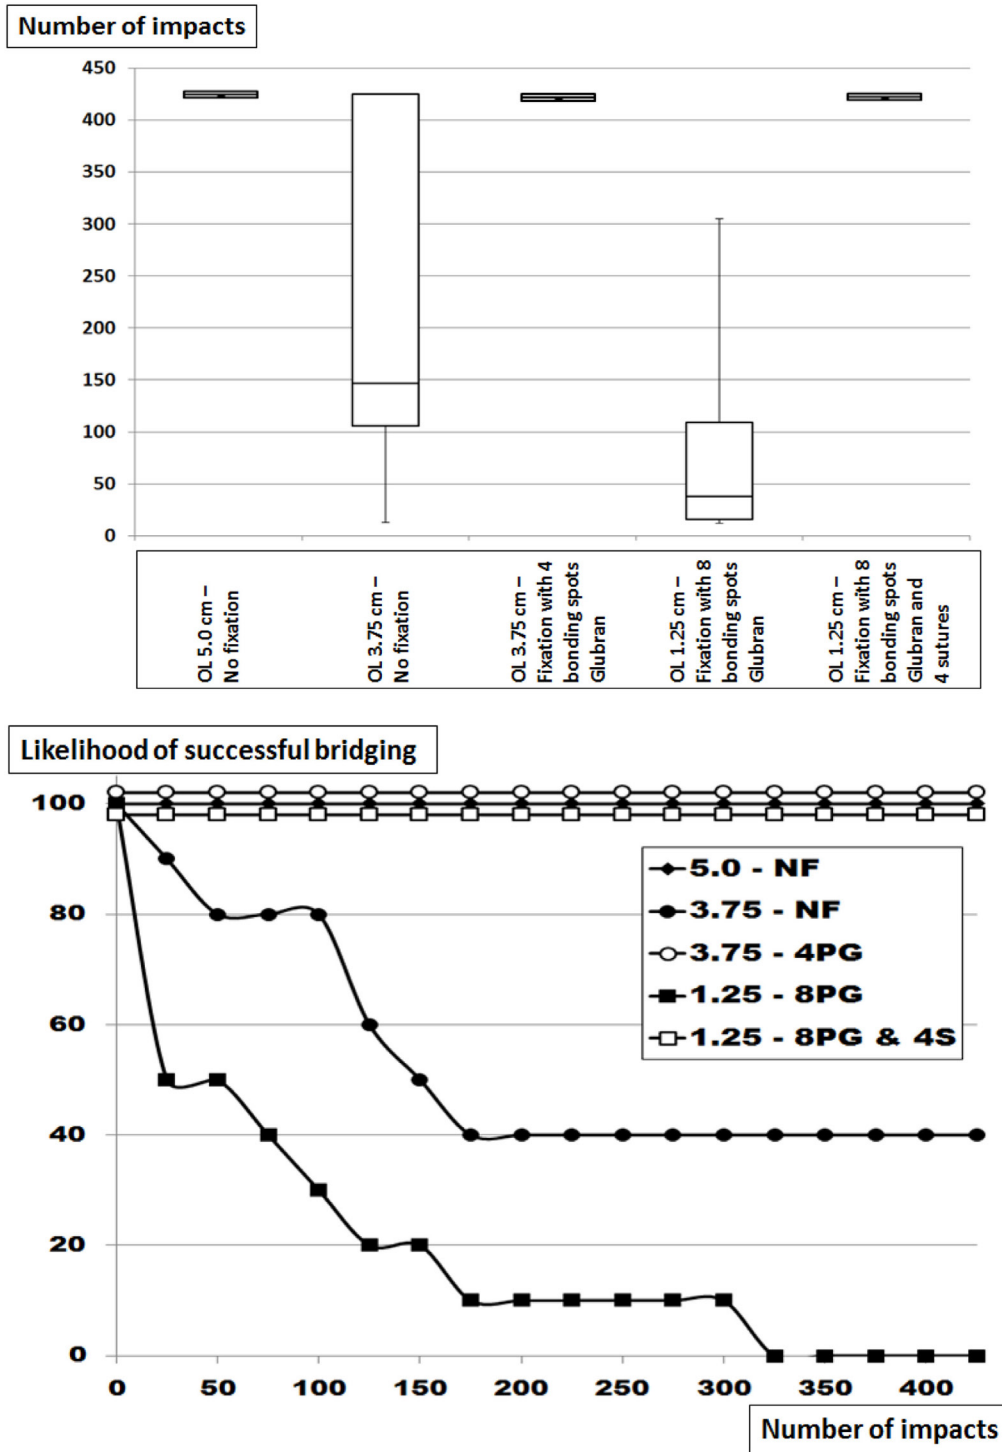 Number of impacts
450
400
350
300
250
200
150
100
50
0
OL 5.0 cm –
No fixation
OL 3.75 cm –
No fixation
OL 3.75 cm –
Fixation with 4
bonding spots
Glubran
OL 1.25 cm –
Fixation with 8
bonding spots
Glubran
OL 1.25 cm –
Fixation with 8
bonding spots
Glubran and
4 sutures
Likelihood of successful bridging
100
80
60
40
20
0
5.0 - NF
3.75 - NF
3.75 - 4PG
1.25 - 8PG
1.25 - 8PG & 4S
0 50 100 150 200 250 300 350 400
Number of impacts